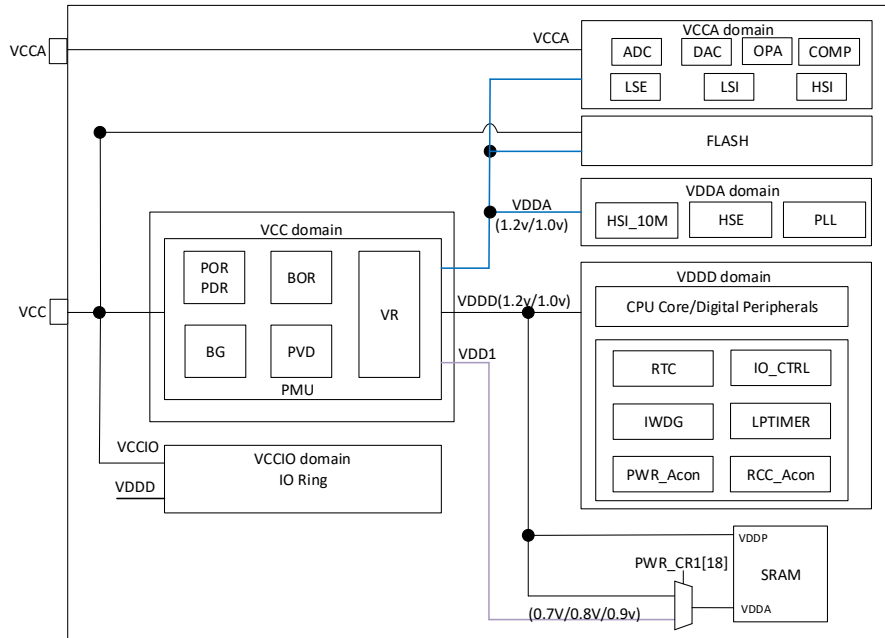 VCCA
VCCA
VCCA domain
ADC
DAC
OPA
COMP
LSE
LSI
HSI
FLASH
VDDA
(1.2v/1.0v)
VDDA domain
HSI_10M
HSE
PLL
VCC
VCC domain
POR
PDR
BOR
VR
BG
PVD
PMU
VDDD(1.2v/1.0v)
VDD1
VDDD domain
CPU Core/Digital Peripherals
RTC
IO_CTRL
IWDG
LPTIMER
PWR_Acon
RCC_Acon
VCCIO
VDDD
VCCIO domain
IO Ring
PWR_CR1[18]
(0.7V/0.8V/0.9v)
VDDP
SRAM
VDDA